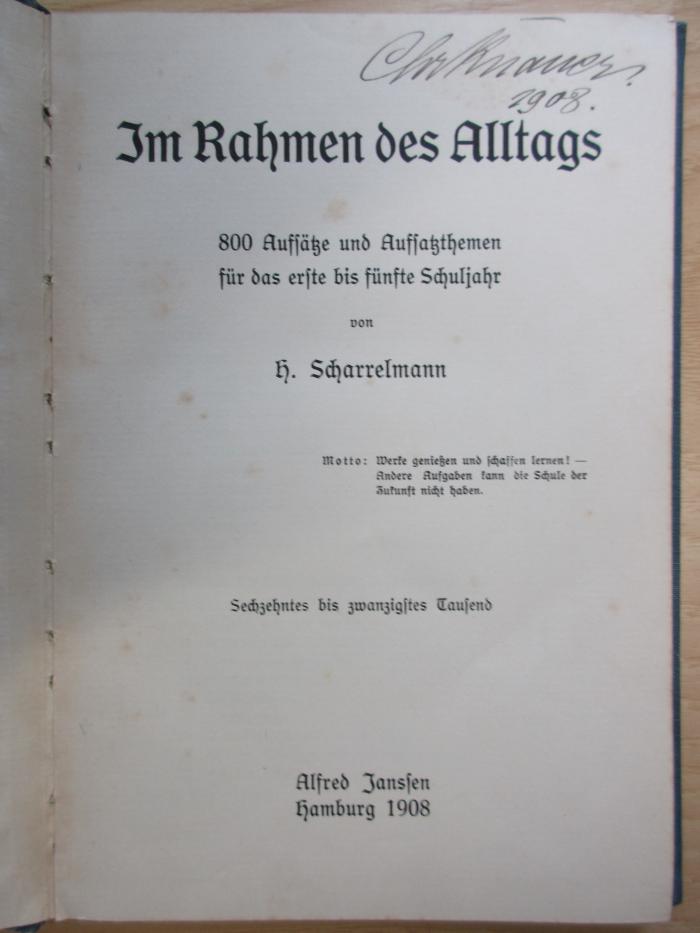 Chr Knauer.
1908.
Im Rahmen des Alltags
800 Aufsätze und Aufsatzthemen
für das erste bis fünfte Schuljahr
von
H. Scharrelmann
Motto: Werke genießen und schaffen lernen! —
Andere Aufgaben kann die Schule der
Zukunft nicht haben.
Sechzehntes bis zwanzigstes Tausend
Alfred Janssen
Hamburg 1908